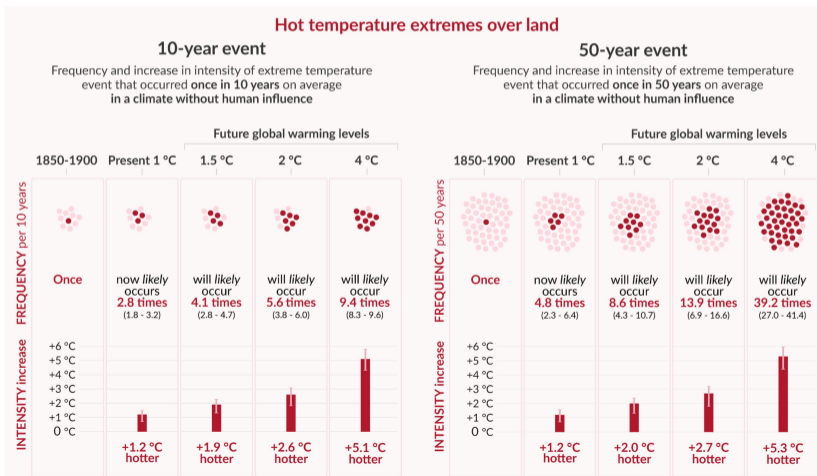 Hot temperature extremes over land
10-year event
Frequency and increase in intensity of extreme temperature
event that occurred once in 10 years on average
in a climate without human influence
Future global warming levels
1850-1900 Present 1 °C 1.5 °C 2 °C 4 °C
FREQUENCY per 10 years
Once
now likely
occurs
2.8 times
(1.8 - 3.2)
will likely
occur
4.1 times
(2.8 - 4.7)
will likely
occur
5.6 times
(3.8 - 6.0)
will likely
occur
9.4 times
(8.3 - 9.6)
INTENSITY increase
+6 °C
+5 °C
+4 °C
+3 °C
+2 °C
+1 °C
0 °C
+1.2 °C
hotter
+1.9 °C
hotter
+2.6 °C
hotter
+5.1 °C
hotter
50-year event
Frequency and increase in intensity of extreme temperature
event that occurred once in 50 years on average
in a climate without human influence
Future global warming levels
1850-1900 Present 1 °C 1.5 °C 2 °C 4 °C
FREQUENCY per 50 years
Once
now likely
occurs
4.8 times
(2.3 - 6.4)
will likely
occur
8.6 times
(4.3 - 10.7)
will likely
occur
13.9 times
(6.9 - 16.6)
will likely
occur
39.2 times
(27.0 - 41.4)
INTENSITY increase
+6 °C
+5 °C
+4 °C
+3 °C
+2 °C
+1 °C
0 °C
+1.2 °C
hotter
+2.0 °C
hotter
+2.7 °C
hotter
+5.3 °C
hotter